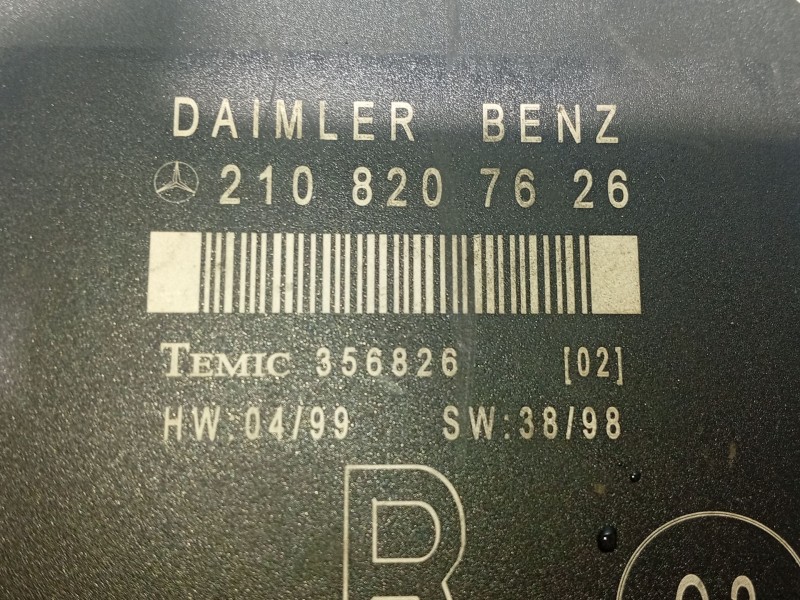 DAIMLER BENZ
210 820 76 26
TEMIC 356826 [02]
HW:04/99 SW:38/98
R